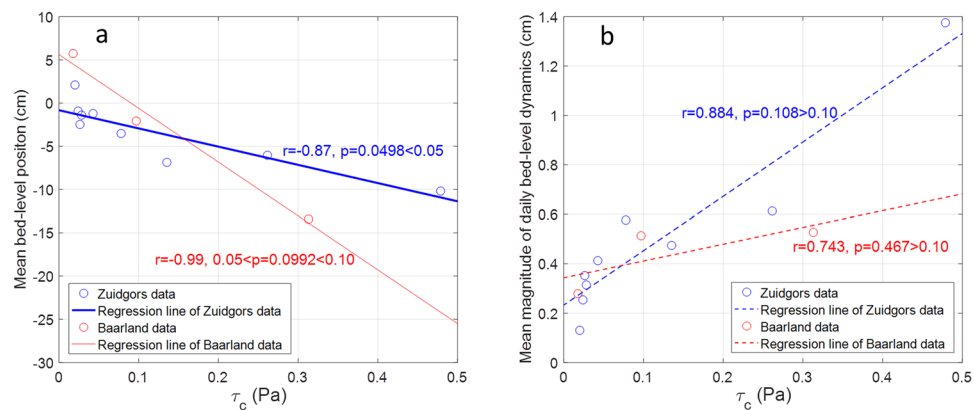 a
Mean bed-level positon (cm)
10
5
0
-5
-10
-15
-20
-25
-30
r=-0.87, p=0.0498<0.05
r=-0.99, 0.05<p=0.0992<0.10
Zuidgors data
Regression line of Zuidgors data
Baarland data
Regression line of Baarland data
0 0.1 0.2 0.3 0.4 0.5
τc (Pa)
b
Mean magnitude of daily bed-level dynamics (cm)
1.4
1.2
1
0.8
0.6
0.4
0.2
0
r=0.884, p=0.108>0.10
r=0.743, p=0.467>0.10
Zuidgors data
Regression line of Zuidgors data
Baarland data
Regression line of Baarland data
0 0.1 0.2 0.3 0.4 0.5
τc (Pa)